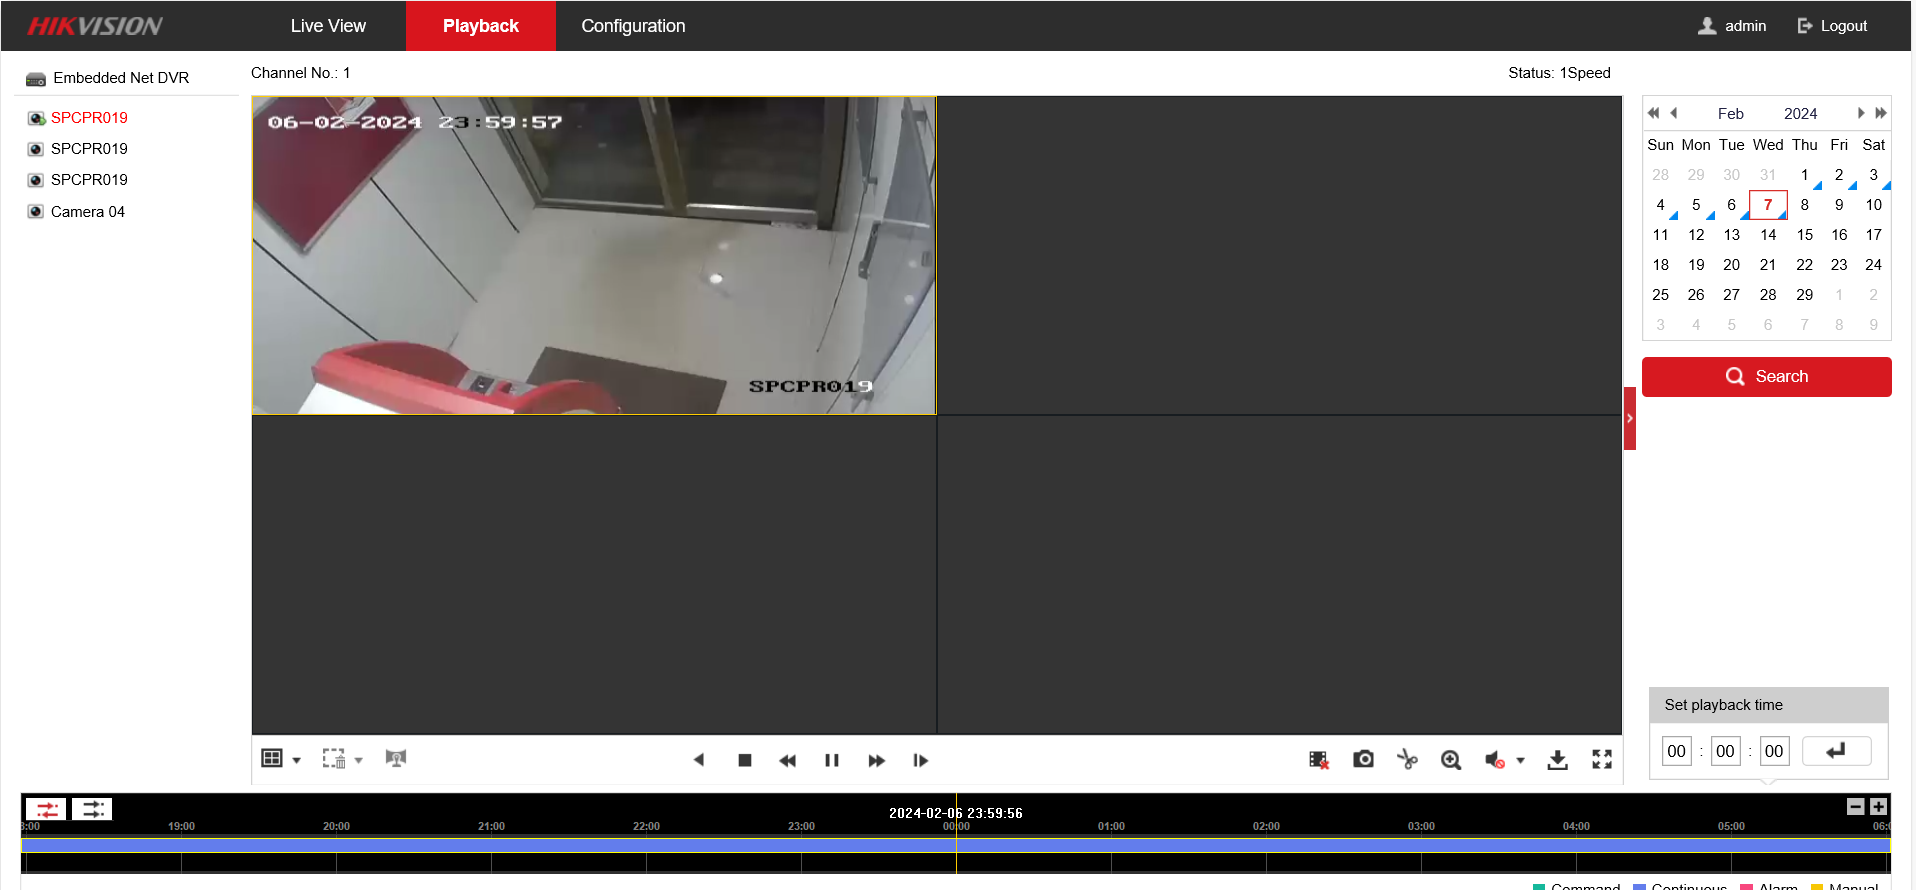 HIKVISION
Live View
Playback
Configuration
admin
Logout
Embedded Net DVR
SPCPR019
SPCPR019
SPCPR019
Camera 04
Channel No.: 1
Status: 1Speed
06-02-2024 23:59:57
SPCPR019
Feb 2024
Sun Mon Tue Wed Thu Fri Sat
28 29 30 31 1 2 3
4 5 6 7 8 9 10
11 12 13 14 15 16 17
18 19 20 21 22 23 24
25 26 27 28 29 1 2
3 4 5 6 7 8 9
Search
Set playback time
00 : 00 : 00
2024-02-06 23:59:56
:00 19:00 20:00 21:00 22:00 23:00 00:00 01:00 02:00 03:00 04:00 05:00 06:0
Command Continuous Alarm Manual